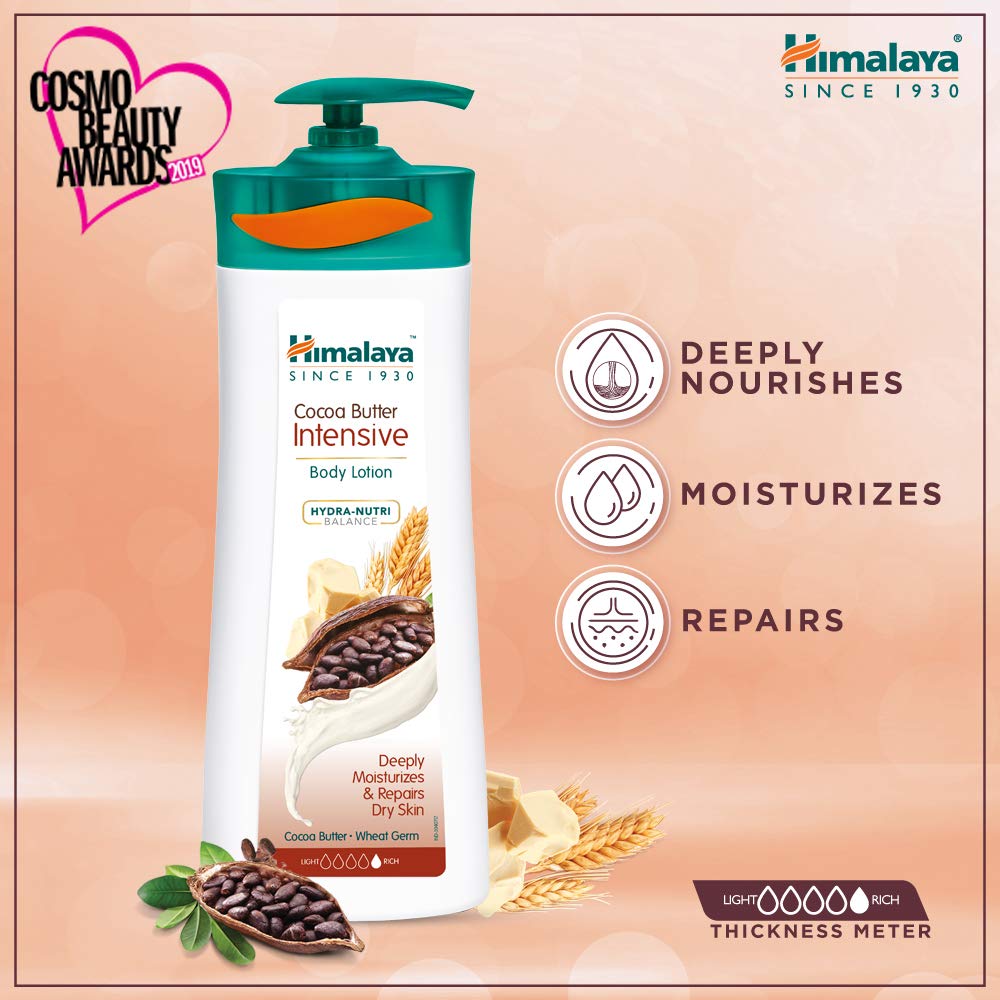 COSMO
BEAUTY
AWARDS 2019
Himalaya®
SINCE 1930
Himalaya™
SINCE 1930
Cocoa Butter
Intensive
Body Lotion
HYDRA-NUTRI
BALANCE
Deeply
Moisturizes
& Repairs
Dry Skin
Cocoa Butter • Wheat Germ
LIGHT RICH
DEEPLY
NOURISHES
MOISTURIZES
REPAIRS
LIGHT RICH
THICKNESS METER